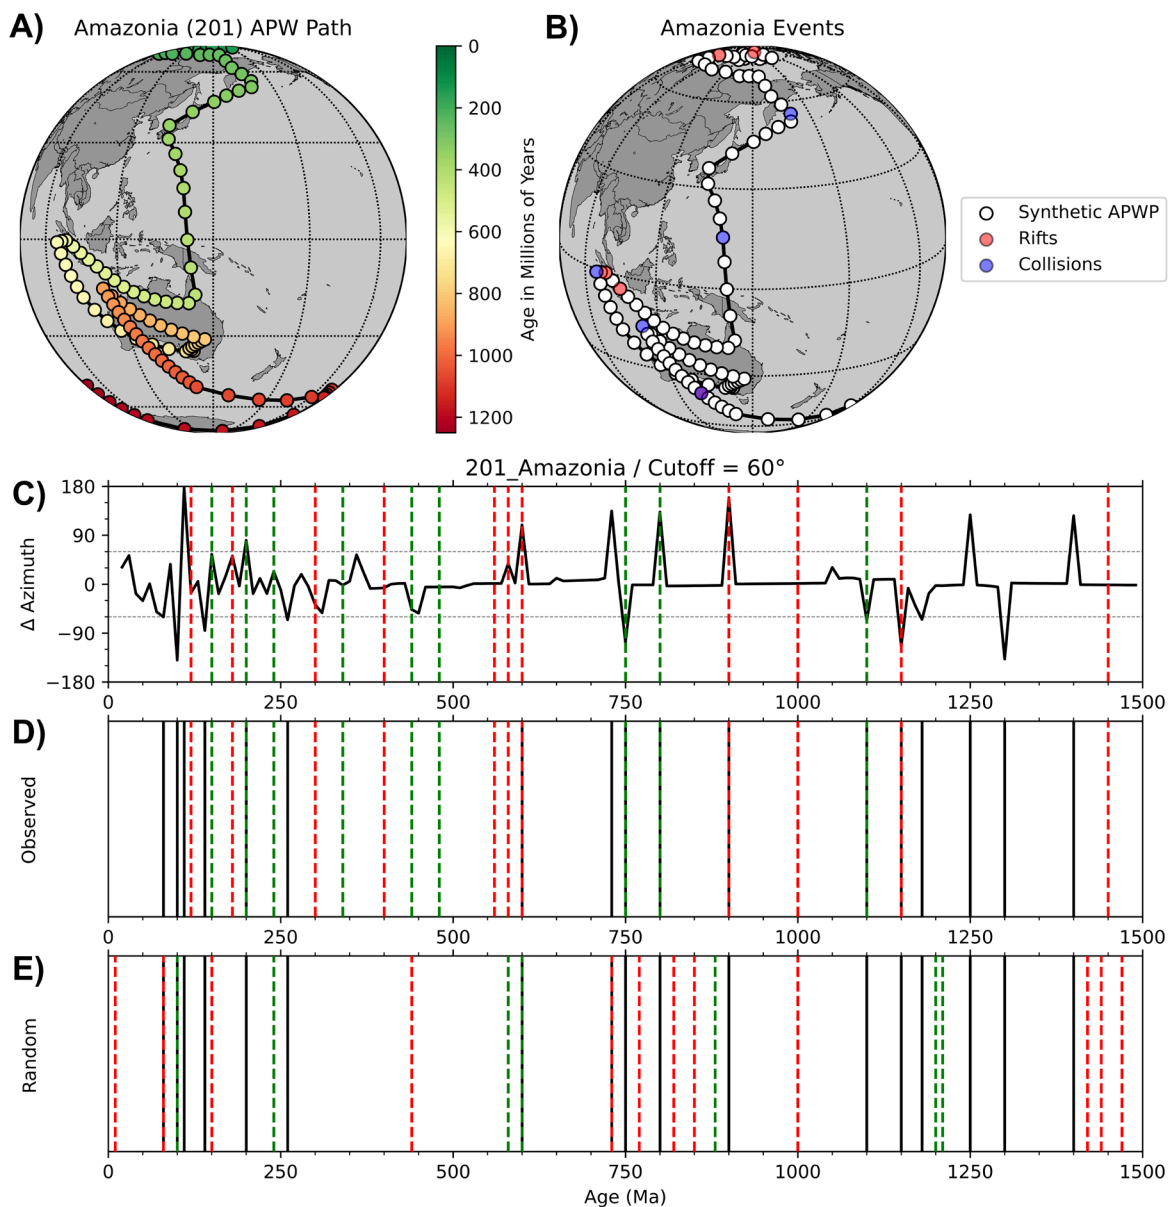 A)
Amazonia (201) APW Path
B)
Amazonia Events
0
200
400
600
800
1000
1200
Age in Millions of Years
Synthetic APWP
Rifts
Collisions
201_Amazonia / Cutoff = 60°
C)
180
90
0
−90
−180
Δ Azimuth
0 250 500 750 1000 1250 1500
D)
Observed
0 250 500 750 1000 1250 1500
E)
Random
0 250 500 750 1000 1250 1500
Age (Ma)